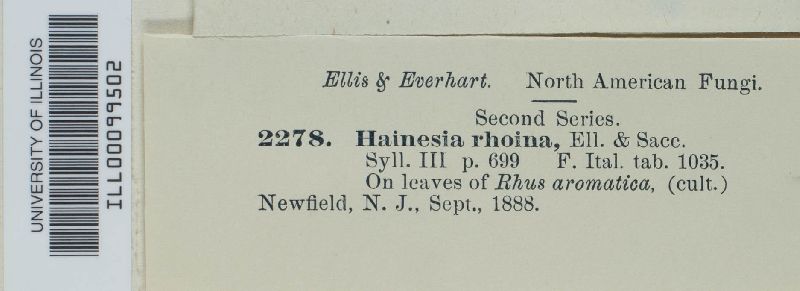 UNIVERSITY OF ILLINOIS
ILL00099502
Ellis & Everhart. North American Fungi.
Second Series.
2278. Hainesia rhoina, Ell. & Sacc.
Syll. III p. 699 F. Ital. tab. 1035.
On leaves of Rhus aromatica, (cult.)
Newfield, N. J., Sept., 1888.